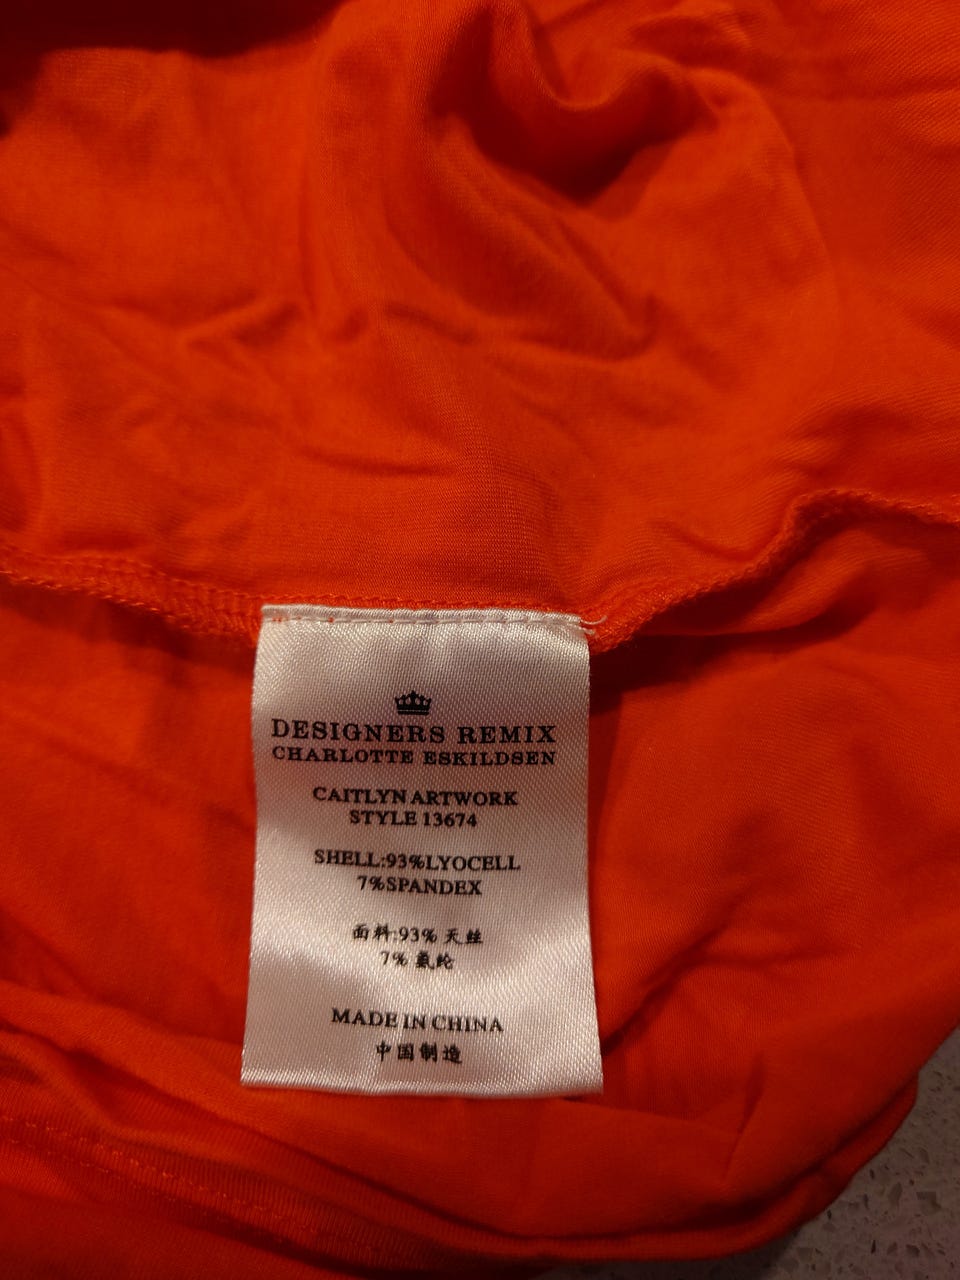 DESIGNERS REMIX
CHARLOTTE ESKILDSEN
CAITLYN ARTWORK
STYLE 13674
SHELL:93%LYOCELL
7%SPANDEX
面料:93% 天丝
7% 氨纶
MADE IN CHINA
中国制造